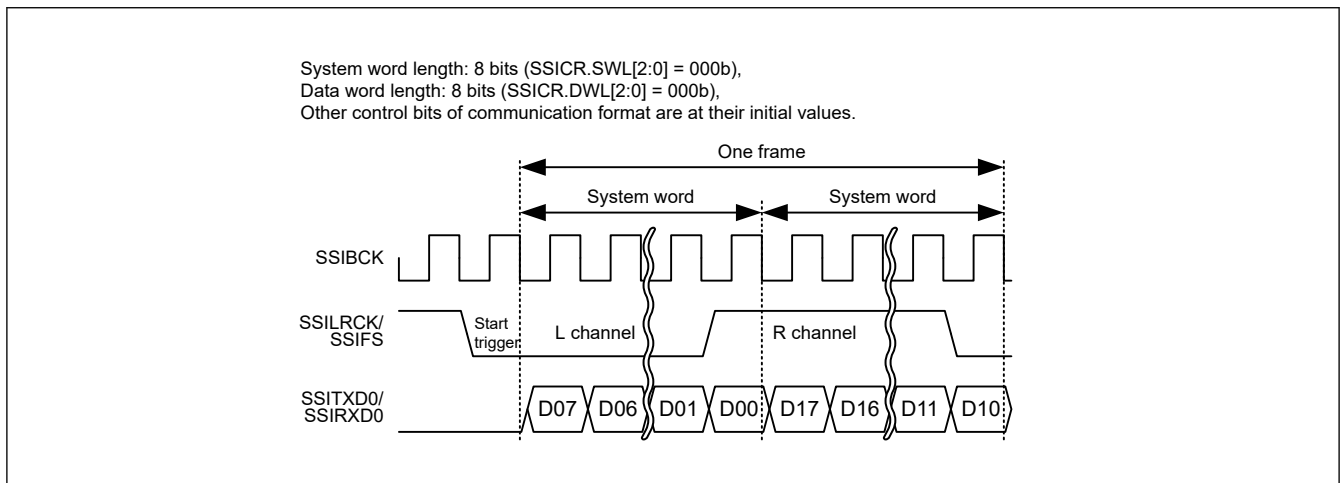 System word length: 8 bits (SSICR.SWL[2:0] = 000b),
Data word length: 8 bits (SSICR.DWL[2:0] = 000b),
Other control bits of communication format are at their initial values.
One frame
System word System word
SSIBCK
SSILRCK/
SSIFS
Start
trigger
L channel R channel
SSITXD0/
SSIRXD0
D07 D06 D01 D00 D17 D16 D11 D10